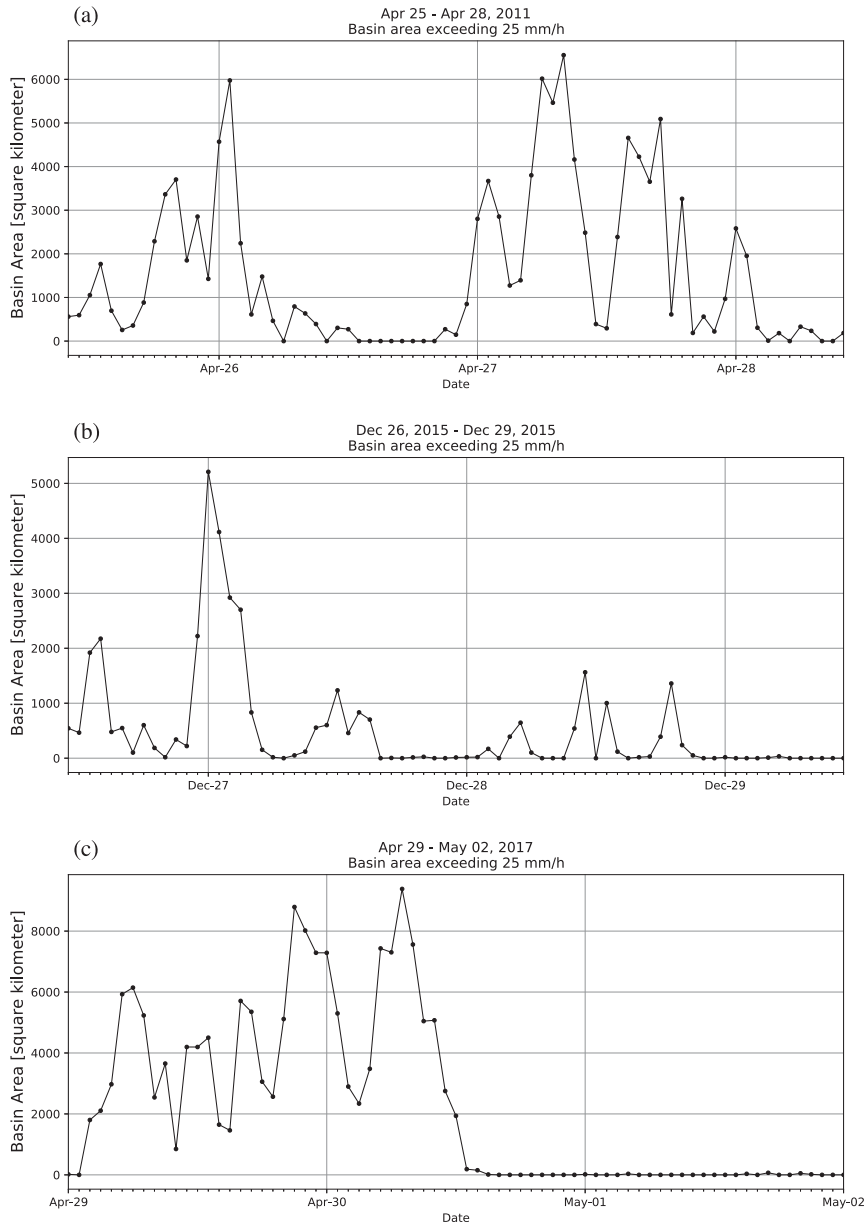 (a)
Apr 25 - Apr 28, 2011
Basin area exceeding 25 mm/h
Basin Area [square kilometer]
6000
5000
4000
3000
2000
1000
0
Apr-26
Apr-27
Apr-28
Date
(b)
Dec 26, 2015 - Dec 29, 2015
Basin area exceeding 25 mm/h
Basin Area [square kilometer]
5000
4000
3000
2000
1000
0
Dec-27
Dec-28
Dec-29
Date
(c)
Apr 29 - May 02, 2017
Basin area exceeding 25 mm/h
Basin Area [square kilometer]
8000
6000
4000
2000
0
Apr-29
Apr-30
May-01
May-02
Date